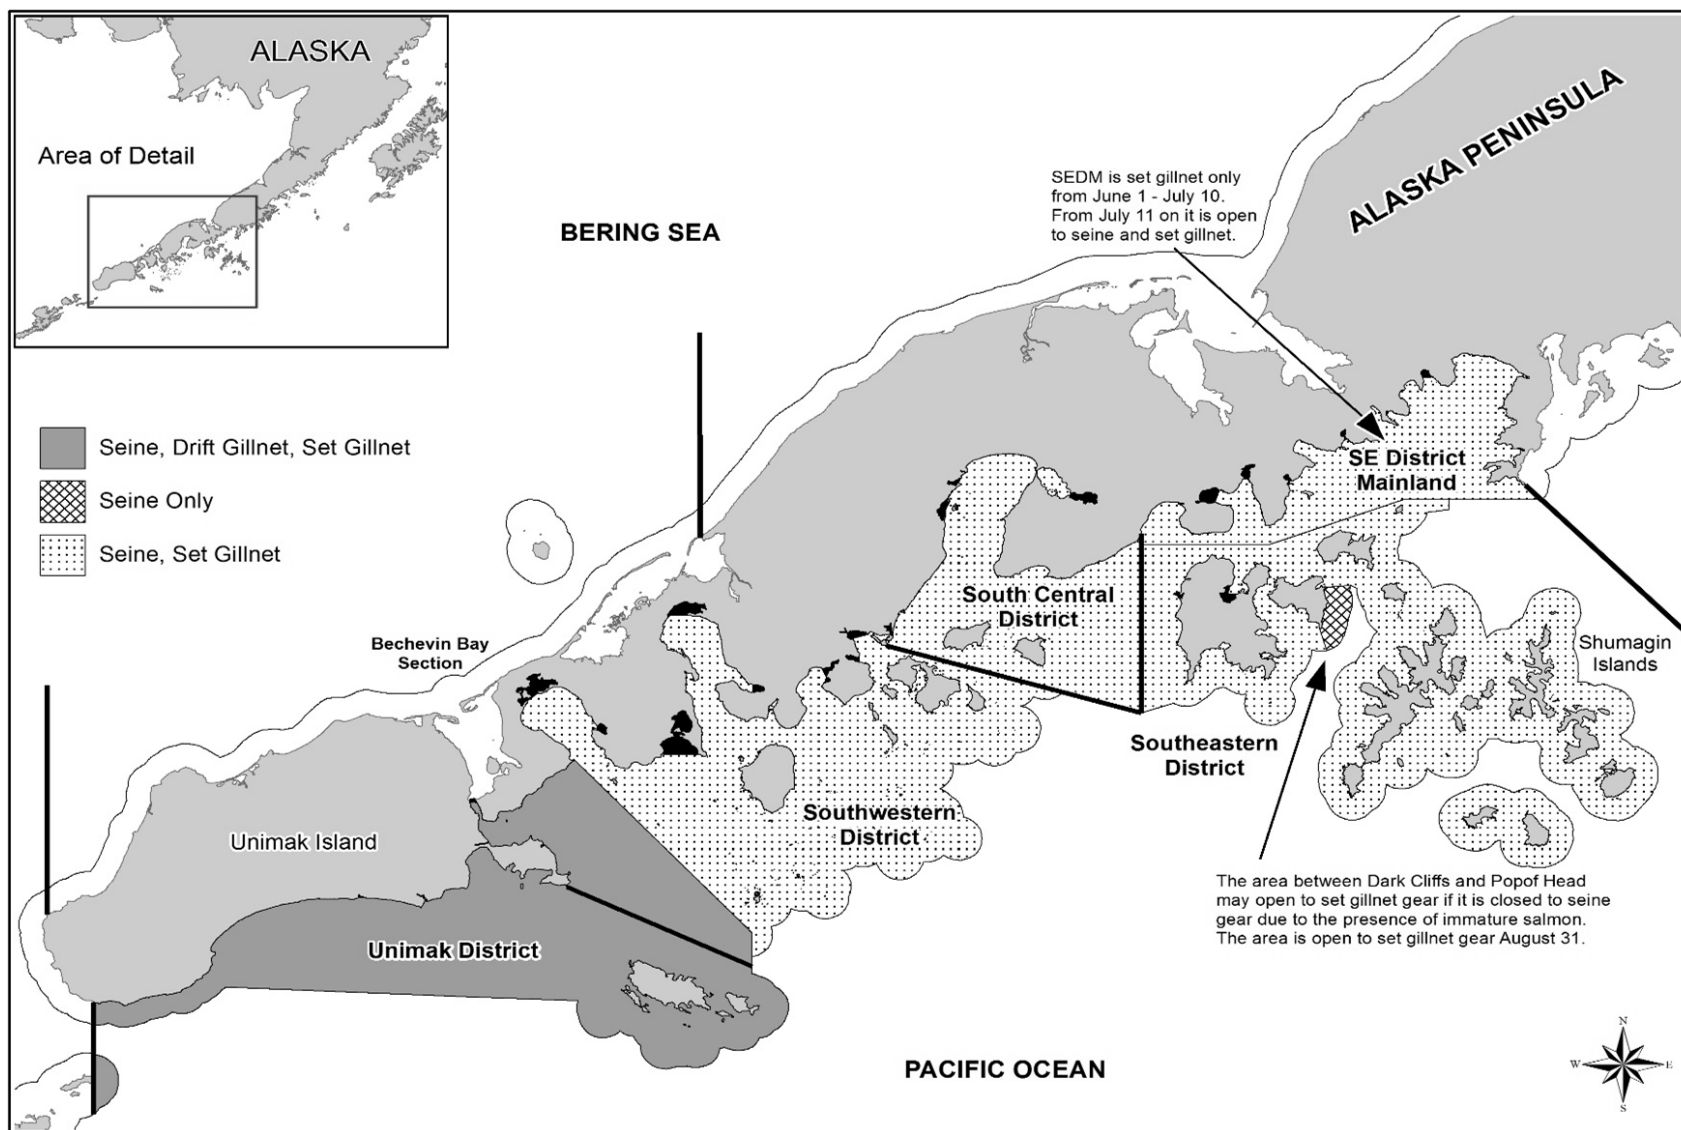 ALASKA
Area of Detail
BERING SEA
ALASKA PENINSULA
SEDM is set gillnet only
from June 1 - July 10.
From July 11 on it is open
to seine and set gillnet.
Seine, Drift Gillnet, Set Gillnet
Seine Only
Seine, Set Gillnet
SE District
Mainland
South Central
District
Bechevin Bay
Section
Shumagin
Islands
Southeastern
District
Southwestern
District
Unimak Island
Unimak District
The area between Dark Cliffs and Popof Head
may open to set gillnet gear if it is closed to seine
gear due to the presence of immature salmon.
The area is open to set gillnet gear August 31.
PACIFIC OCEAN
N
W
E
S